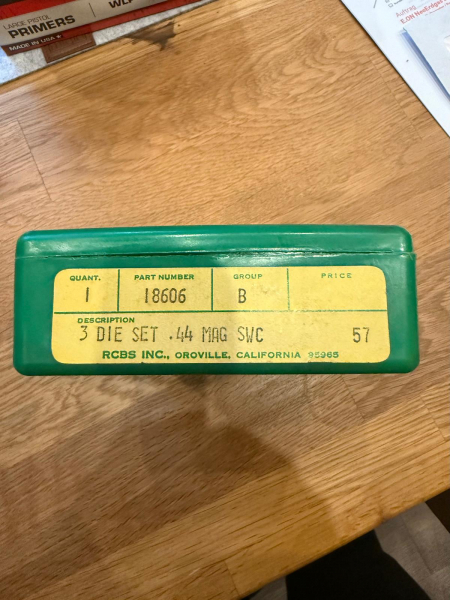 LARGE PISTOL
PRIMERS
MADE IN USA
Auftrag
QUANT. PART NUMBER GROUP PRICE
1 18606 B
DESCRIPTION
3 DIE SET .44 MAG SWC 57
RCBS INC., OROVILLE, CALIFORNIA 95965